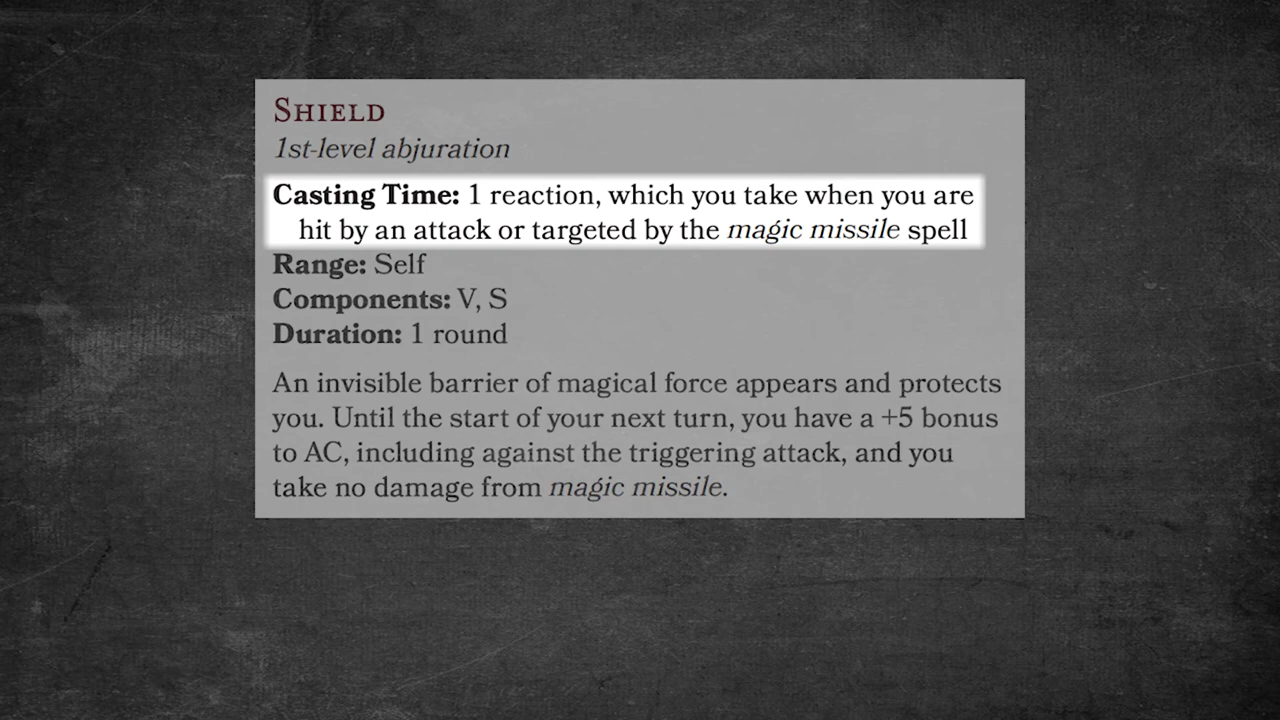 SHIELD
1st-level abjuration
Casting Time: 1 reaction, which you take when you are
hit by an attack or targeted by the magic missile spell
Range: Self
Components: V, S
Duration: 1 round
An invisible barrier of magical force appears and protects
you. Until the start of your next turn, you have a +5 bonus
to AC, including against the triggering attack, and you
take no damage from magic missile.